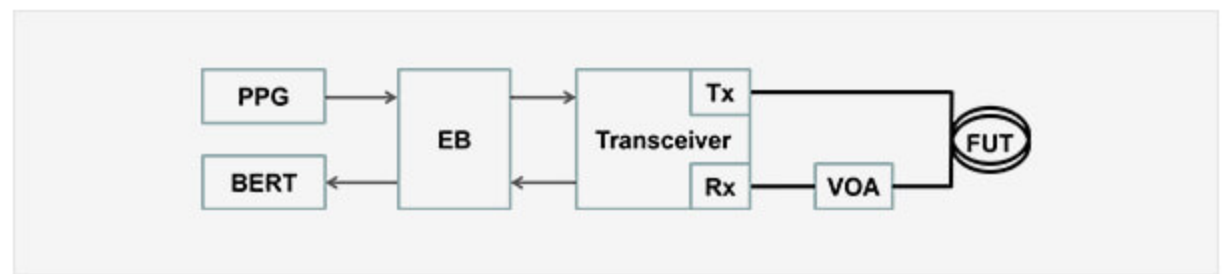 PPG
EB
Transceiver
Tx
FUT
BERT
Rx
VOA